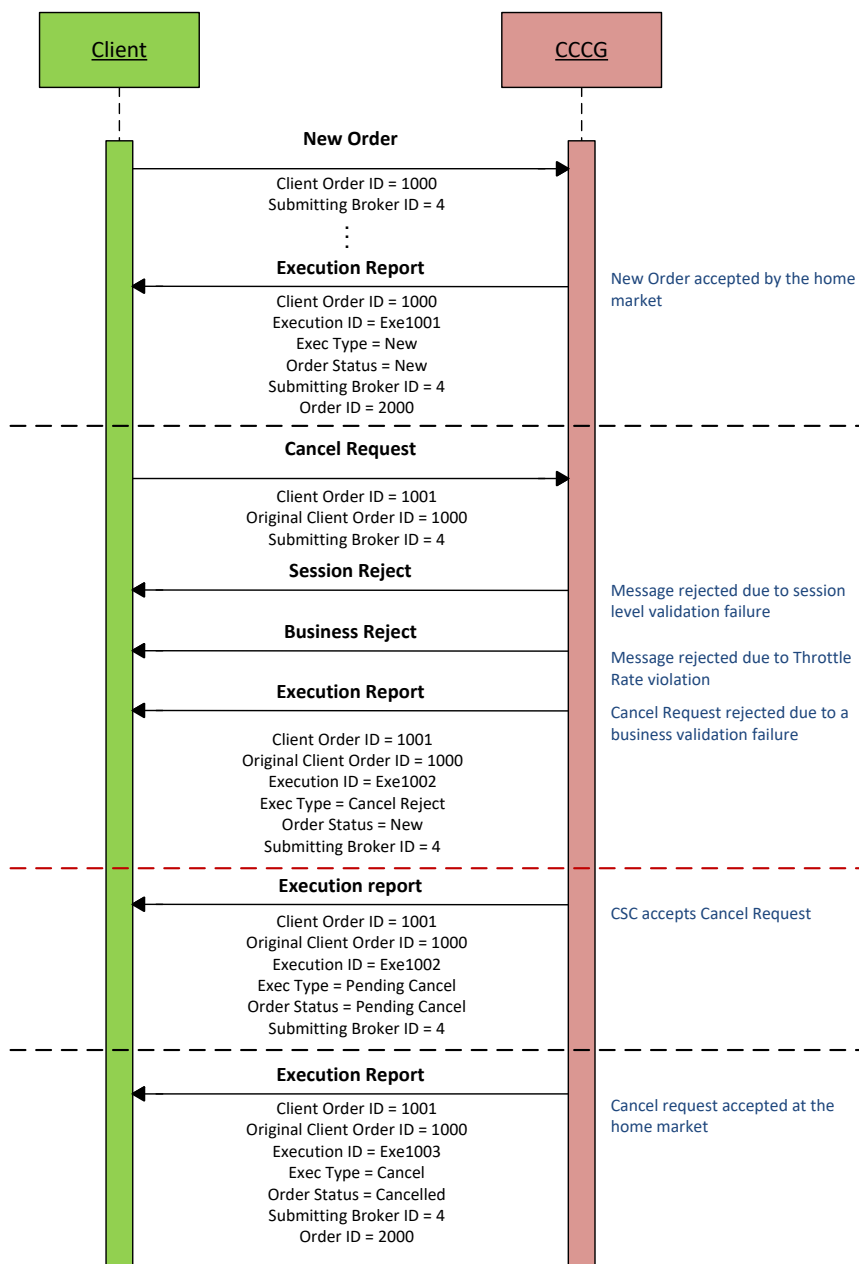 Client
CCCG
New Order
Client Order ID = 1000
Submitting Broker ID = 4
Execution Report
New Order accepted by the home
market
Client Order ID = 1000
Execution ID = Exe1001
Exec Type = New
Order Status = New
Submitting Broker ID = 4
Order ID = 2000
Cancel Request
Client Order ID = 1001
Original Client Order ID = 1000
Submitting Broker ID = 4
Session Reject
Message rejected due to session
level validation failure
Business Reject
Message rejected due to Throttle
Rate violation
Execution Report
Cancel Request rejected due to a
business validation failure
Client Order ID = 1001
Original Client Order ID = 1000
Execution ID = Exe1002
Exec Type = Cancel Reject
Order Status = New
Submitting Broker ID = 4
Execution report
CSC accepts Cancel Request
Client Order ID = 1001
Original Client Order ID = 1000
Execution ID = Exe1002
Exec Type = Pending Cancel
Order Status = Pending Cancel
Submitting Broker ID = 4
Execution Report
Cancel request accepted at the
home market
Client Order ID = 1001
Original Client Order ID = 1000
Execution ID = Exe1003
Exec Type = Cancel
Order Status = Cancelled
Submitting Broker ID = 4
Order ID = 2000